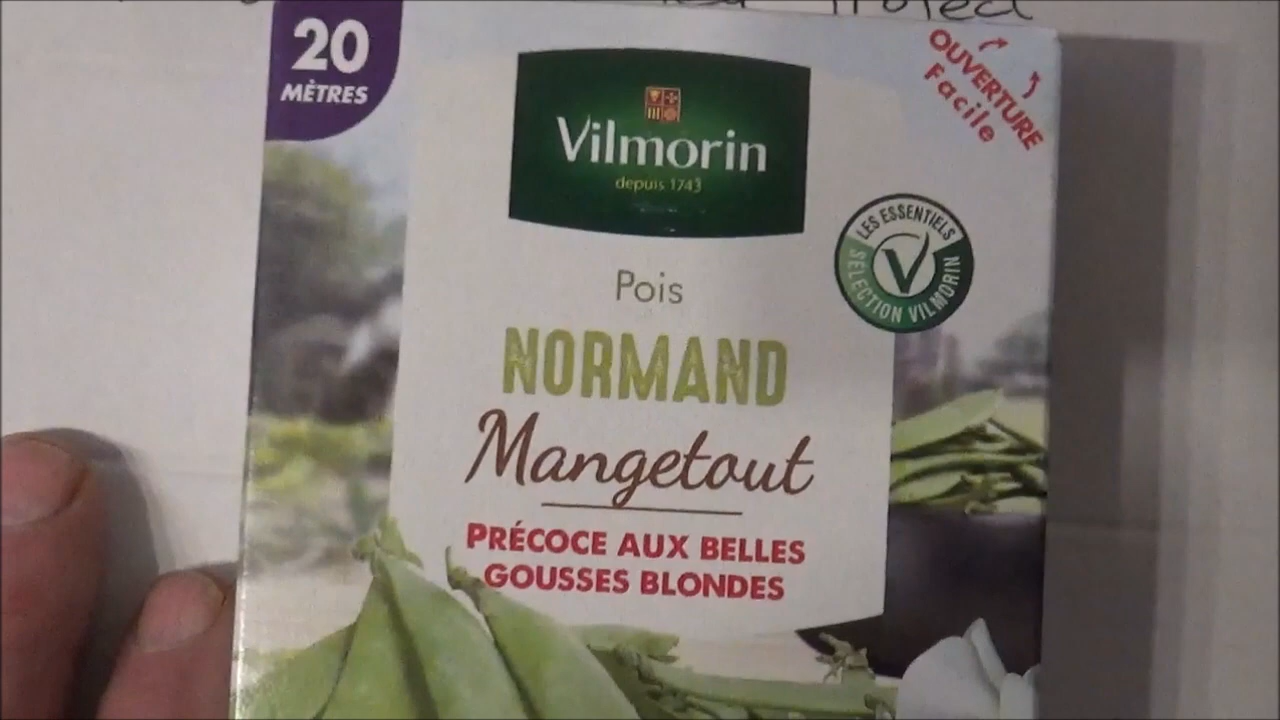 Project
20
MÈTRES
Vilmorin
depuis 1743
OUVERTURE
Facile
LES ESSENTIELS
SÉLECTION VILMORIN
Pois
NORMAND
Mangetout
PRÉCOCE AUX BELLES
GOUSSES BLONDES